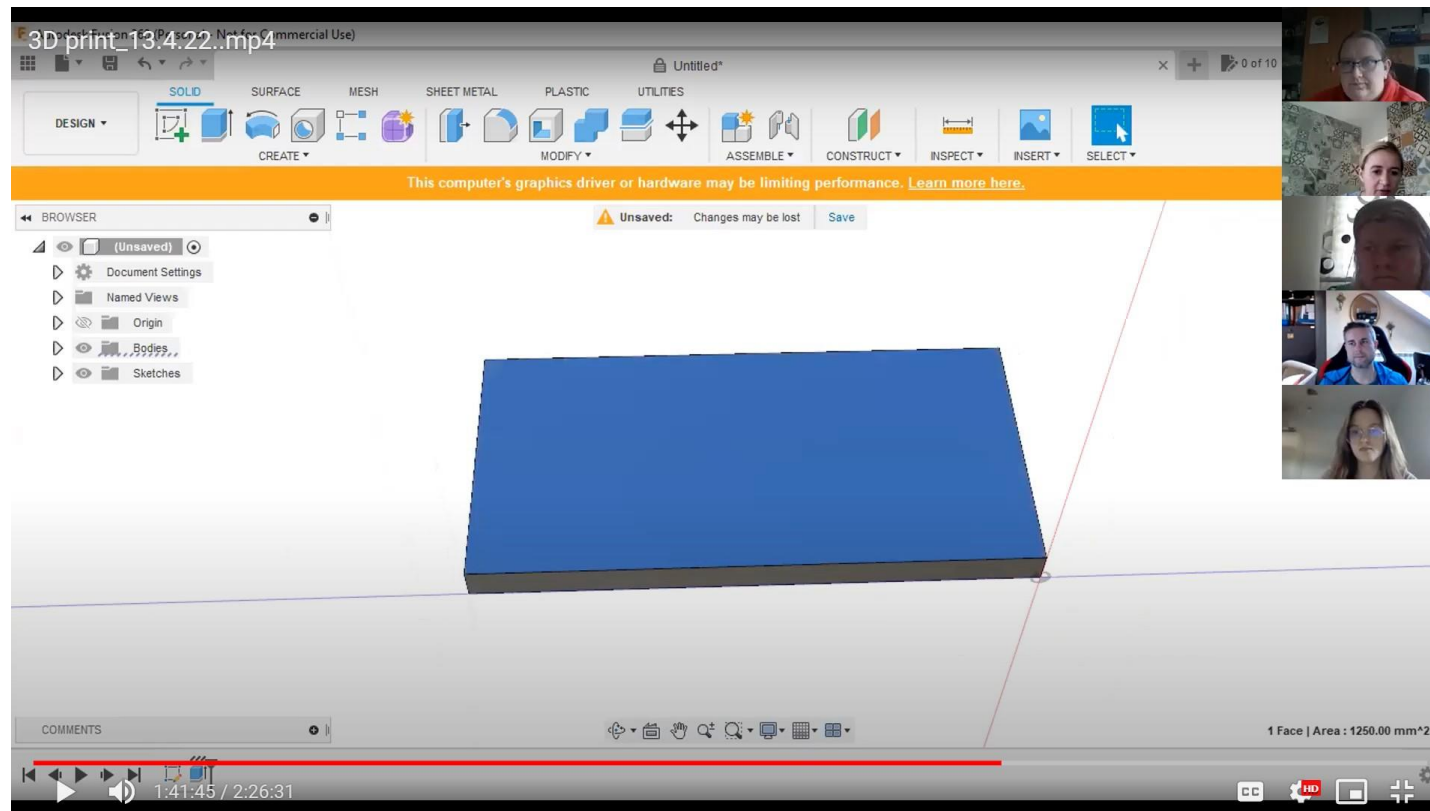 3D print_13.4.22..mp4
Commercial Use)
Untitled*
0 of 10
SOLID SURFACE MESH SHEET METAL PLASTIC UTILITIES
DESIGN
CREATE MODIFY ASSEMBLE CONSTRUCT INSPECT INSERT SELECT
This computer's graphics driver or hardware may be limiting performance. Learn more here.
BROWSER
Unsaved: Changes may be lost Save
(Unsaved)
Document Settings
Named Views
Origin
Bodies
Sketches
COMMENTS
1 Face | Area : 1250.00 mm^2
1:41:45 / 2:26:31
CC
HD